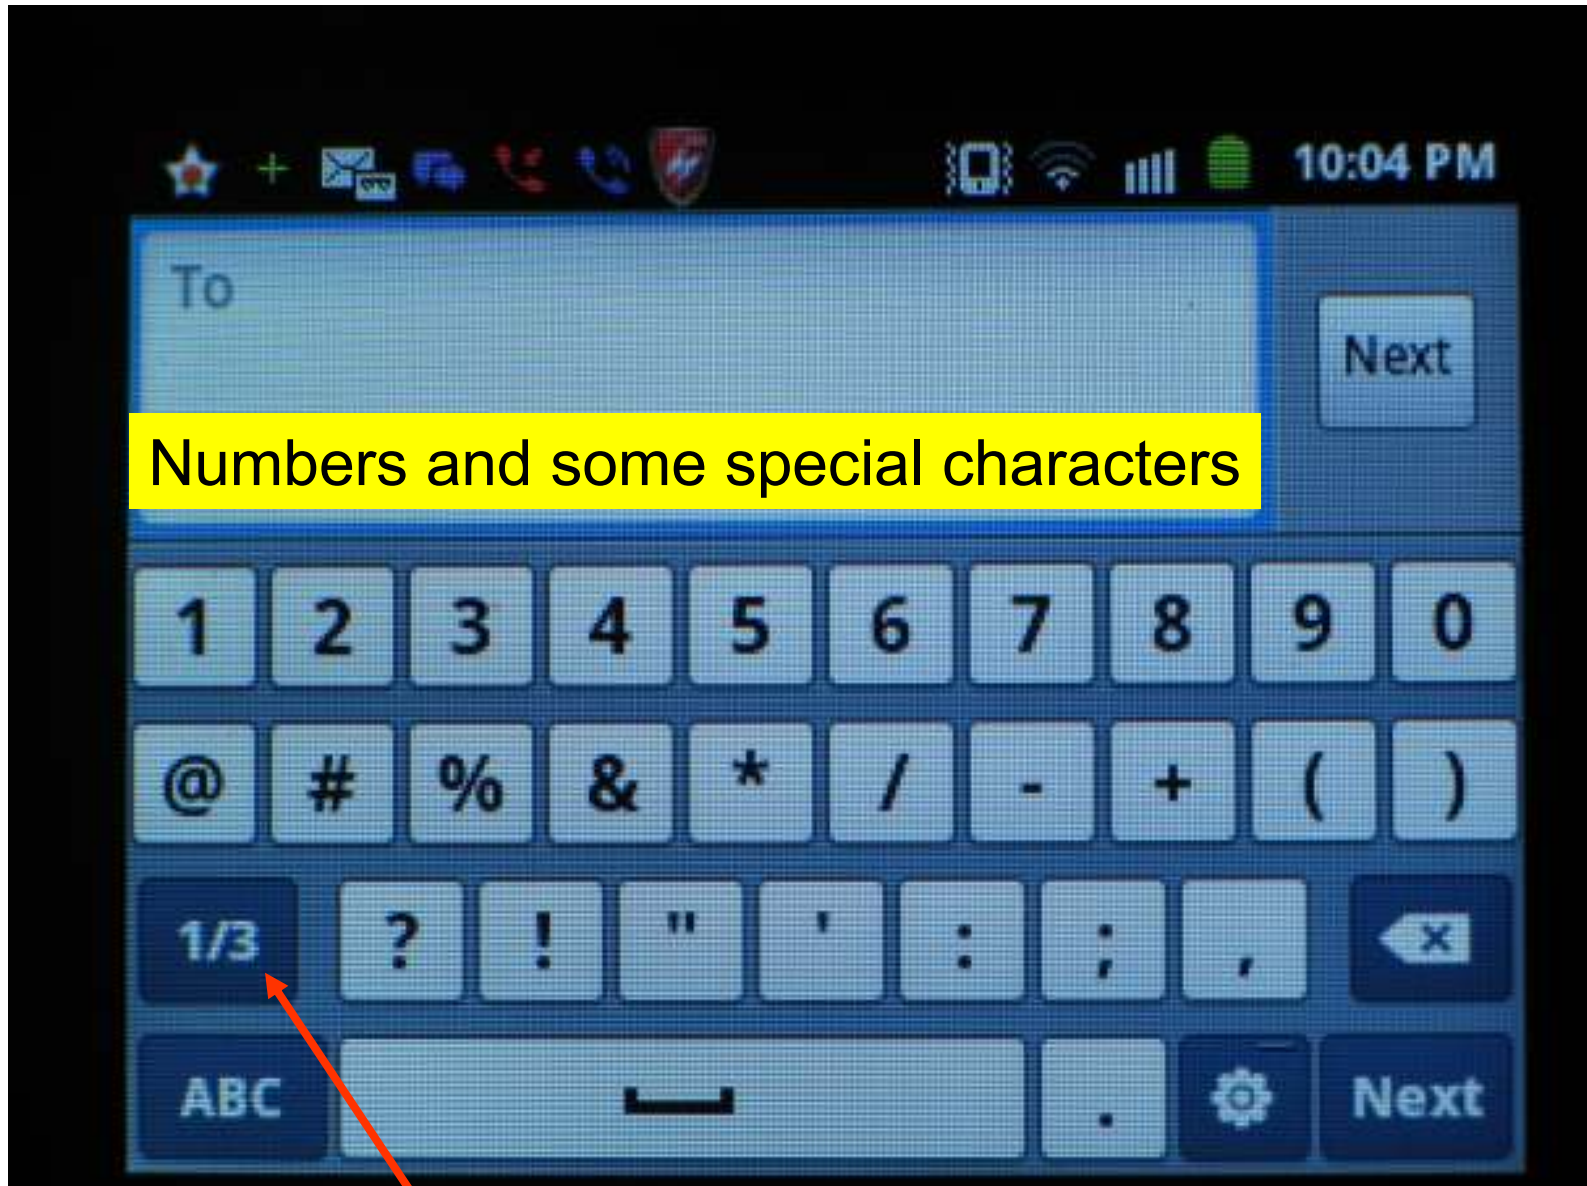 10:04 PM
To
Next
Numbers and some special characters
1 2 3 4 5 6 7 8 9 0
@ # % & * / - + ( )
1/3 ? ! " ' : ; ,
ABC . Next